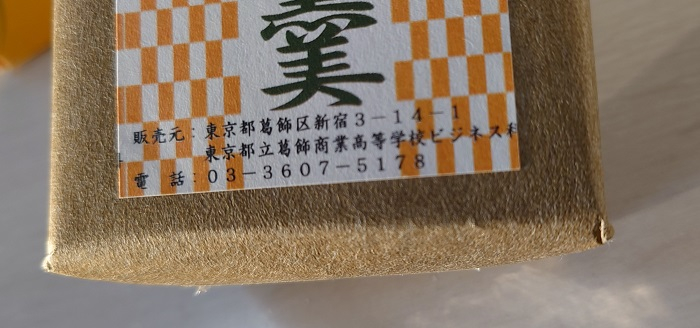 美
販売元：東京都葛飾区新宿３－１４－１
東京都立葛飾商業高等学校ビジネス科
電　話：０３－３６０７－５１７８